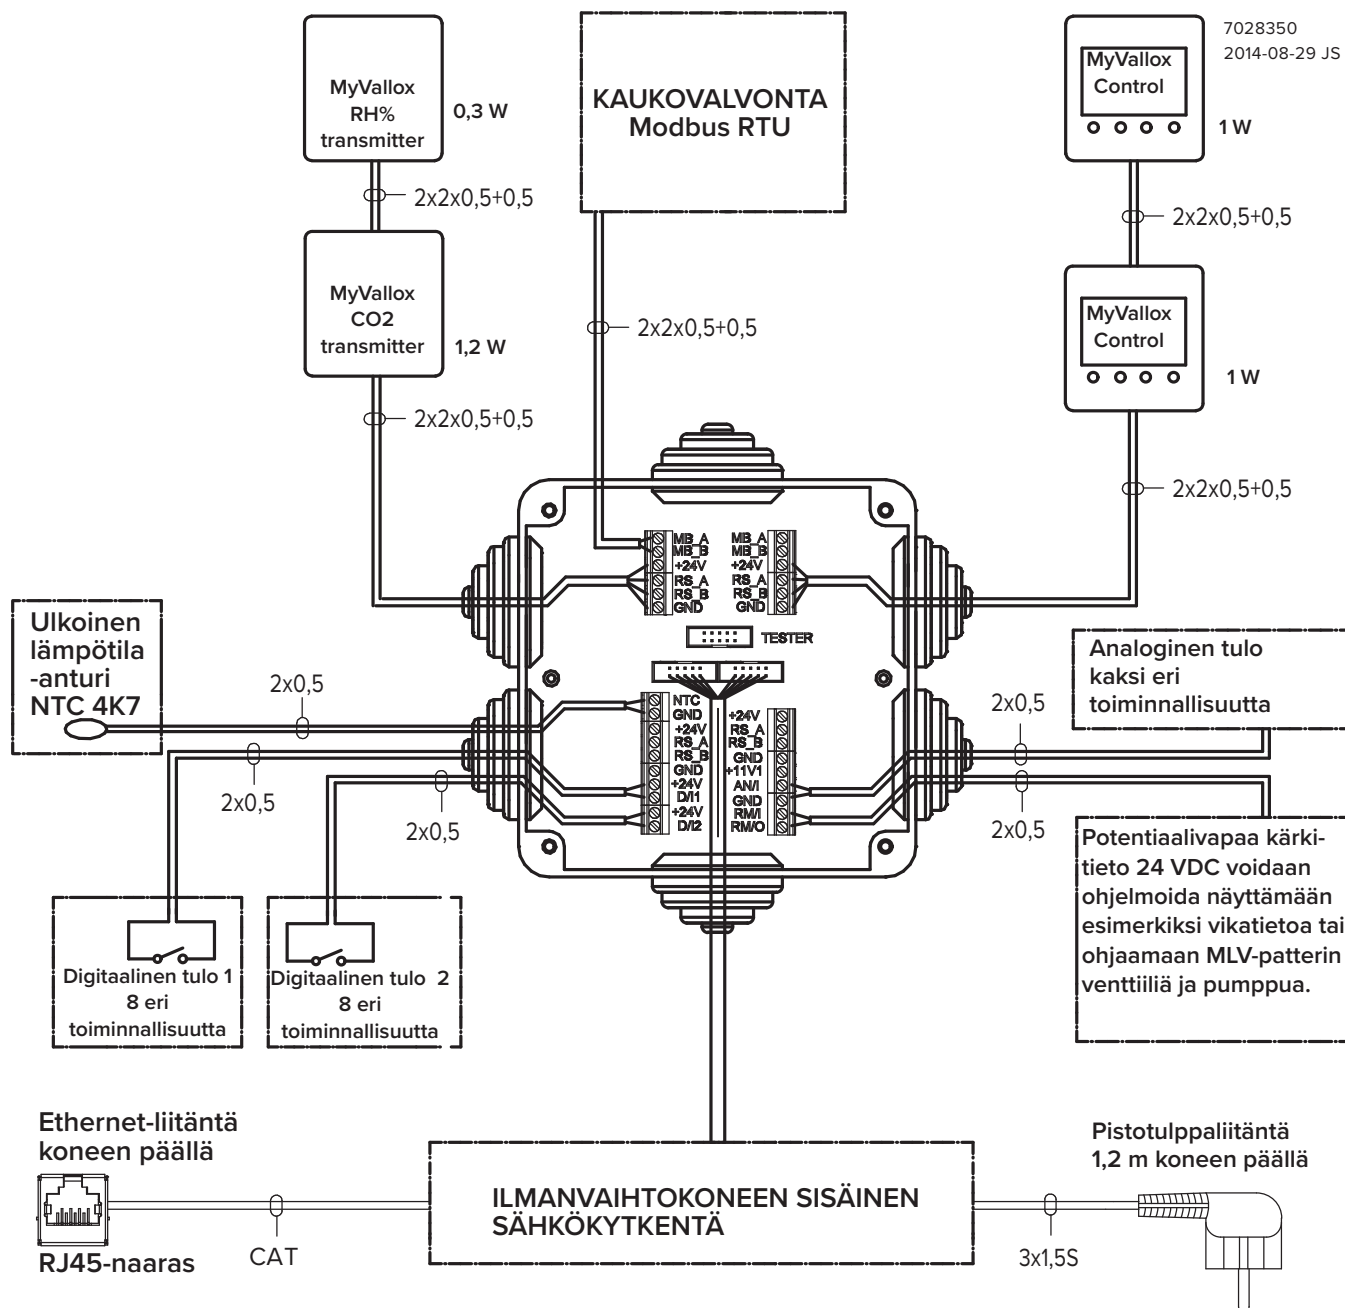 7028350
2014-08-29 JS
MyVallox
RH%
transmitter
0,3 W
KAUKOVALVONTA
Modbus RTU
MyVallox
Control
1 W
2x2x0,5+0,5
2x2x0,5+0,5
MyVallox
CO2
transmitter
1,2 W
2x2x0,5+0,5
MyVallox
Control
1 W
2x2x0,5+0,5
2x2x0,5+0,5
MB_A
MB_B
+24V
RS_A
RS_B
GND
MB_A
MB_B
+24V
RS_A
RS_B
GND
TESTER
Ulkoinen
lämpötila
-anturi
NTC 4K7
2x0,5
2x0,5
2x0,5
NTC
GND
+24V
RS_A
RS_B
GND
+24V
D/I1
+24V
D/I2
+24V
RS_A
RS_B
GND
+11V1
AN/I
GND
RM/I
RM/O
2x0,5
2x0,5
Analoginen tulo
kaksi eri
toiminnallisuutta
Potentiaalivapaa kärki-
tieto 24 VDC voidaan
ohjelmoida näyttämään
esimerkiksi vikatietoa tai
ohjaamaan MLV-patterin
venttiiliä ja pumppua.
Digitaalinen tulo 1
8 eri
toiminnallisuutta
Digitaalinen tulo 2
8 eri
toiminnallisuutta
Ethernet-liitäntä
koneen päällä
RJ45-naaras
CAT
ILMANVAIHTOKONEEN SISÄINEN
SÄHKÖKYTKENTÄ
3x1,5S
Pistotulppaliitäntä
1,2 m koneen päällä